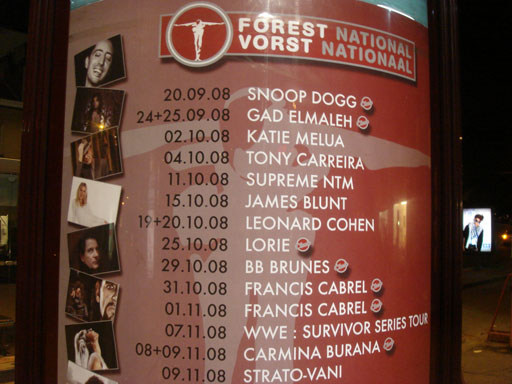 FOREST NATIONAL
VORST NATIONAAL
20.09.08 SNOOP DOGG
24+25.09.08 GAD ELMALEH
02.10.08 KATIE MELUA
04.10.08 TONY CARREIRA
11.10.08 SUPREME NTM
15.10.08 JAMES BLUNT
19+20.10.08 LEONARD COHEN
25.10.08 LORIE
29.10.08 BB BRUNES
31.10.08 FRANCIS CABREL
01.11.08 FRANCIS CABREL
07.11.08 WWE : SURVIVOR SERIES TOUR
08+09.11.08 CARMINA BURANA
09.11.08 STRATO-VANI